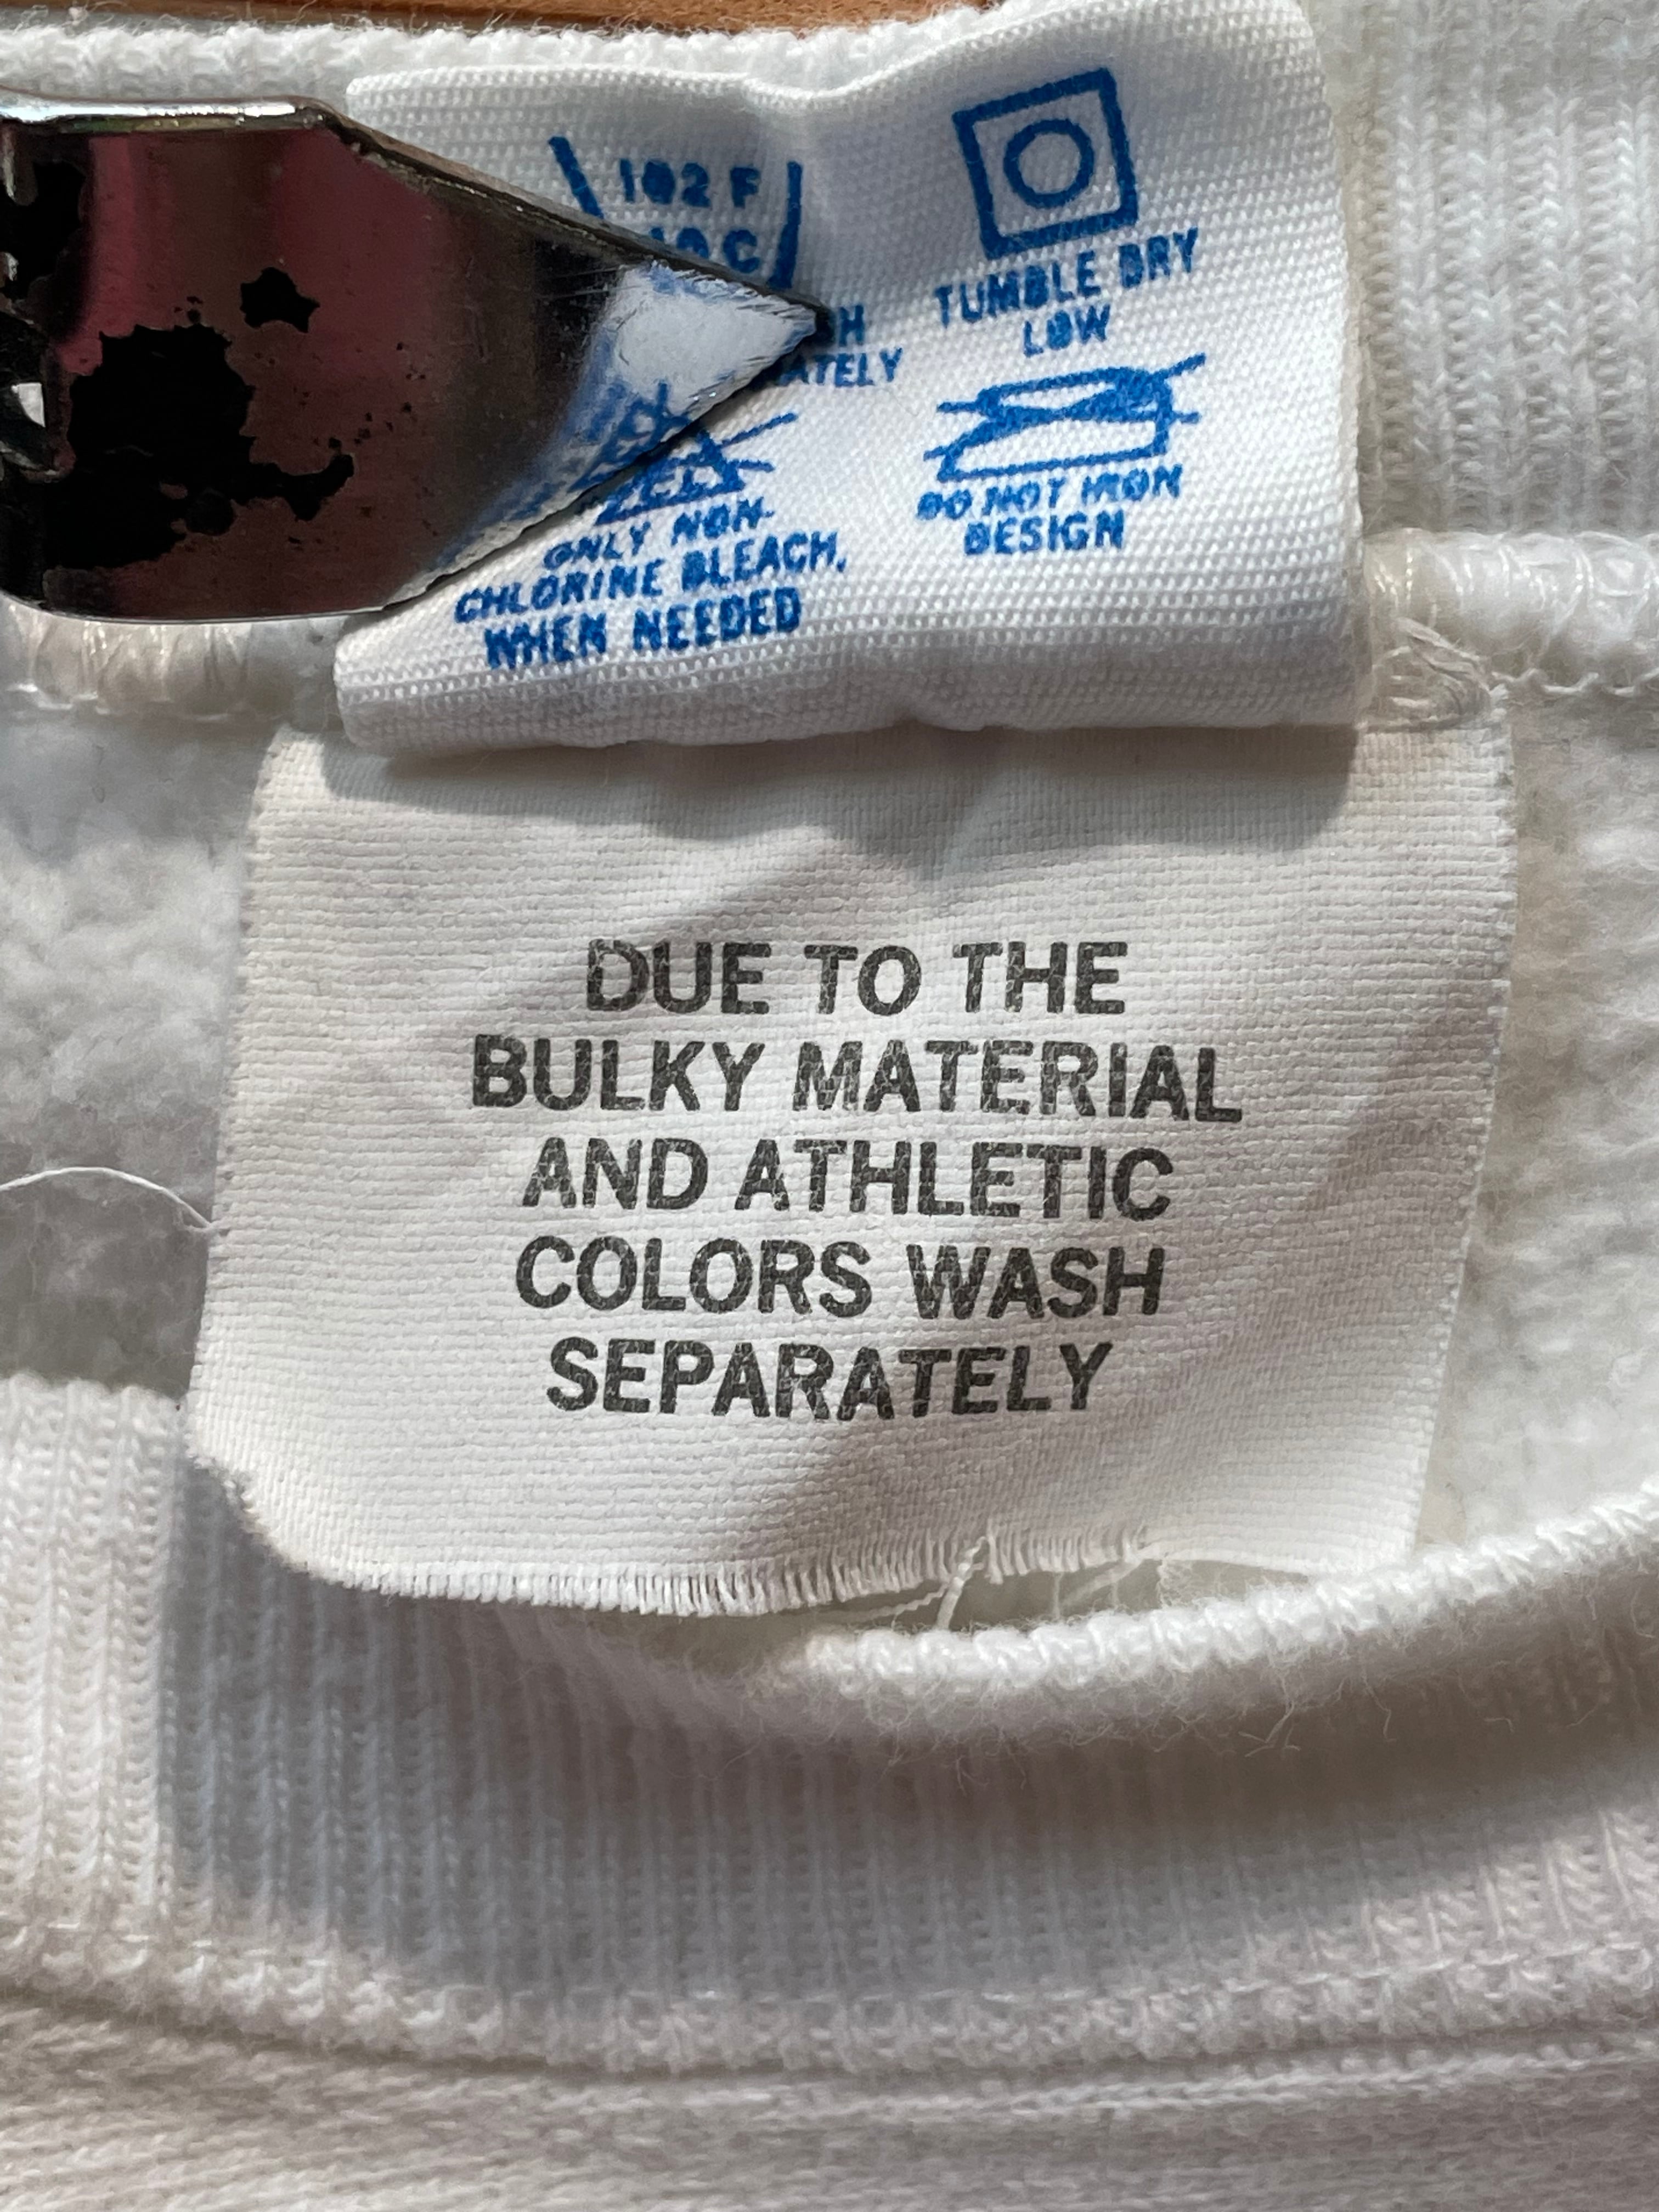 102 F
TUMBLE DRY
LOW
DO NOT IRON
DESIGN
ONLY NON-
CHLORINE BLEACH,
WHEN NEEDED
DUE TO THE
BULKY MATERIAL
AND ATHLETIC
COLORS WASH
SEPARATELY